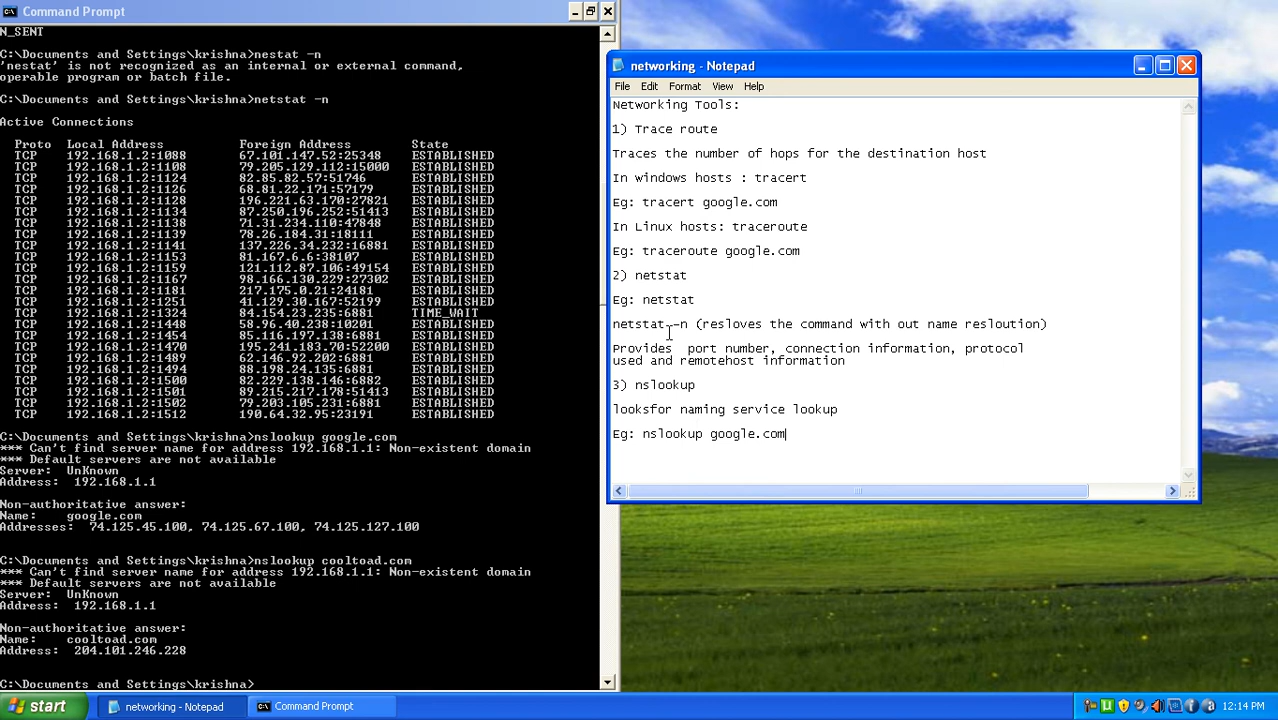 Command Prompt
N_SENT
C:\Documents and Settings\krishna>nestat -n
'nestat' is not recognized as an internal or external command,
operable program or batch file.
C:\Documents and Settings\krishna>netstat -n
Active Connections
Proto Local Address Foreign Address State
TCP 192.168.1.2:1088 67.101.147.52:25348 ESTABLISHED
TCP 192.168.1.2:1108 79.205.129.112:15000 ESTABLISHED
TCP 192.168.1.2:1124 82.85.82.57:51746 ESTABLISHED
TCP 192.168.1.2:1126 68.81.22.171:57179 ESTABLISHED
TCP 192.168.1.2:1128 196.221.63.170:27821 ESTABLISHED
TCP 192.168.1.2:1134 87.250.196.252:51413 ESTABLISHED
TCP 192.168.1.2:1138 71.31.234.110:47848 ESTABLISHED
TCP 192.168.1.2:1139 78.26.184.31:18111 ESTABLISHED
TCP 192.168.1.2:1141 137.226.34.232:16881 ESTABLISHED
TCP 192.168.1.2:1153 81.167.6.6:38107 ESTABLISHED
TCP 192.168.1.2:1159 121.112.87.106:49154 ESTABLISHED
TCP 192.168.1.2:1167 98.166.130.229:27302 ESTABLISHED
TCP 192.168.1.2:1181 217.175.0.21:24181 ESTABLISHED
TCP 192.168.1.2:1251 41.129.30.167:52199 ESTABLISHED
TCP 192.168.1.2:1324 84.154.23.235:6881 TIME_WAIT
TCP 192.168.1.2:1448 58.96.40.238:10201 ESTABLISHED
TCP 192.168.1.2:1454 85.116.197.138:6881 ESTABLISHED
TCP 192.168.1.2:1470 195.241.183.70:52200 ESTABLISHED
TCP 192.168.1.2:1489 62.146.92.202:6881 ESTABLISHED
TCP 192.168.1.2:1494 88.198.24.135:6881 ESTABLISHED
TCP 192.168.1.2:1500 82.229.138.146:6882 ESTABLISHED
TCP 192.168.1.2:1501 89.215.217.178:51413 ESTABLISHED
TCP 192.168.1.2:1502 79.203.105.231:6881 ESTABLISHED
TCP 192.168.1.2:1512 190.64.32.95:23191 ESTABLISHED
C:\Documents and Settings\krishna>nslookup google.com
*** Can't find server name for address 192.168.1.1: Non-existent domain
*** Default servers are not available
Server: UnKnown
Address: 192.168.1.1
Non-authoritative answer:
Name: google.com
Addresses: 74.125.45.100, 74.125.67.100, 74.125.127.100
C:\Documents and Settings\krishna>nslookup cooltoad.com
*** Can't find server name for address 192.168.1.1: Non-existent domain
*** Default servers are not available
Server: UnKnown
Address: 192.168.1.1
Non-authoritative answer:
Name: cooltoad.com
Address: 204.101.246.228
C:\Documents and Settings\krishna>
networking - Notepad
File Edit Format View Help
Networking Tools:
1) Trace route
Traces the number of hops for the destination host
In windows hosts : tracert
Eg: tracert google.com
In Linux hosts: traceroute
Eg: traceroute google.com
2) netstat
Eg: netstat
netstat -n (resloves the command with out name resloution)
Provides port number, connection information, protocol
used and remotehost information
3) nslookup
looksfor naming service lookup
Eg: nslookup google.com
start networking - Notepad Command Prompt 12:14 PM